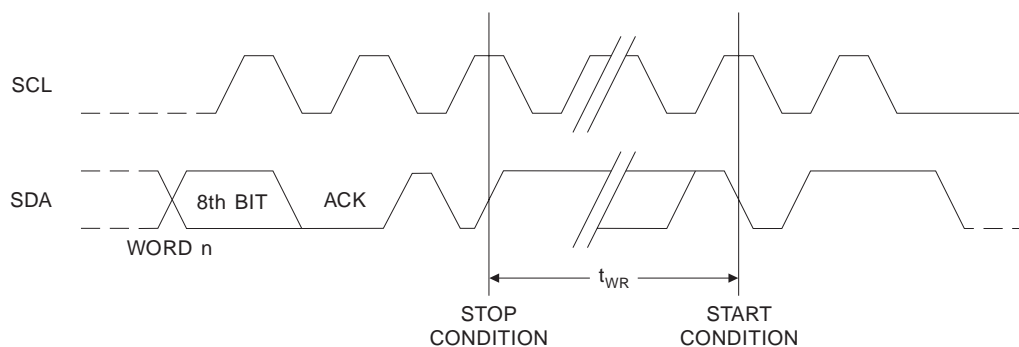 SCL
SDA
8th BIT
ACK
WORD n
tWR
STOP
CONDITION
START
CONDITION